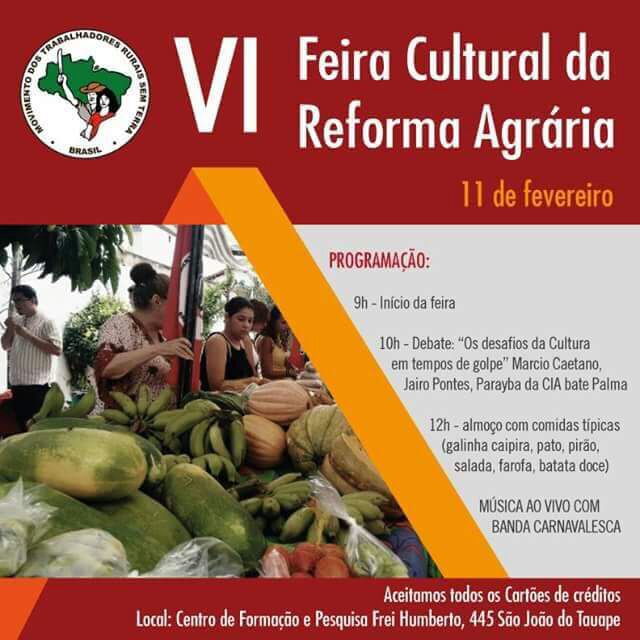 MOVIMENTO DOS TRABALHADORES RURAIS SEM TERRA
BRASIL
VI
Feira Cultural da
Reforma Agrária
11 de fevereiro
PROGRAMAÇÃO:
9h - Início da feira
10h - Debate: “Os desafios da Cultura
em tempos de golpe” Marcio Caetano,
Jairo Pontes, Parayba da CIA bate Palma
12h - almoço com comidas típicas
(galinha caipira, pato, pirão,
salada, farofa, batata doce)
MÚSICA AO VIVO COM
BANDA CARNAVALESCA
Aceitamos todos os Cartões de créditos
Local: Centro de Formação e Pesquisa Frei Humberto, 445 São João do Tauape